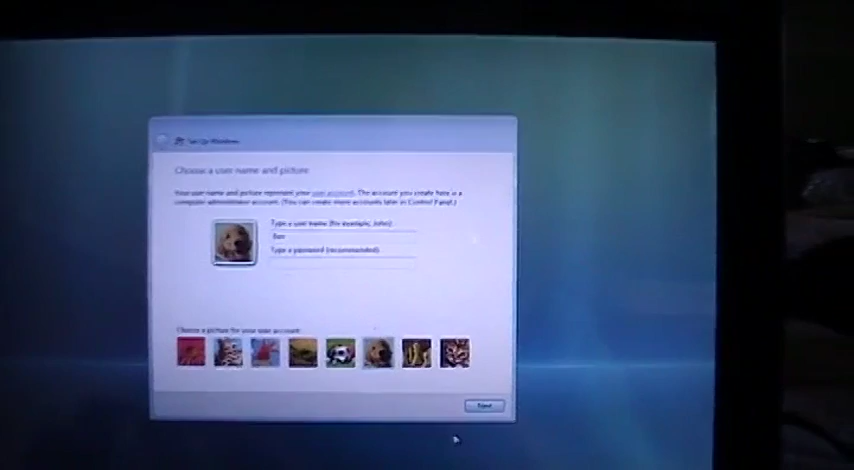 Set Up Windows
Choose a user name and picture
Your user name and picture represent your user account. The account you create here is a
computer administrator account. (You can create more accounts later in Control Panel.)
Type a user name (for example, John):
Type a password (recommended):
Choose a picture for your user account:
Next